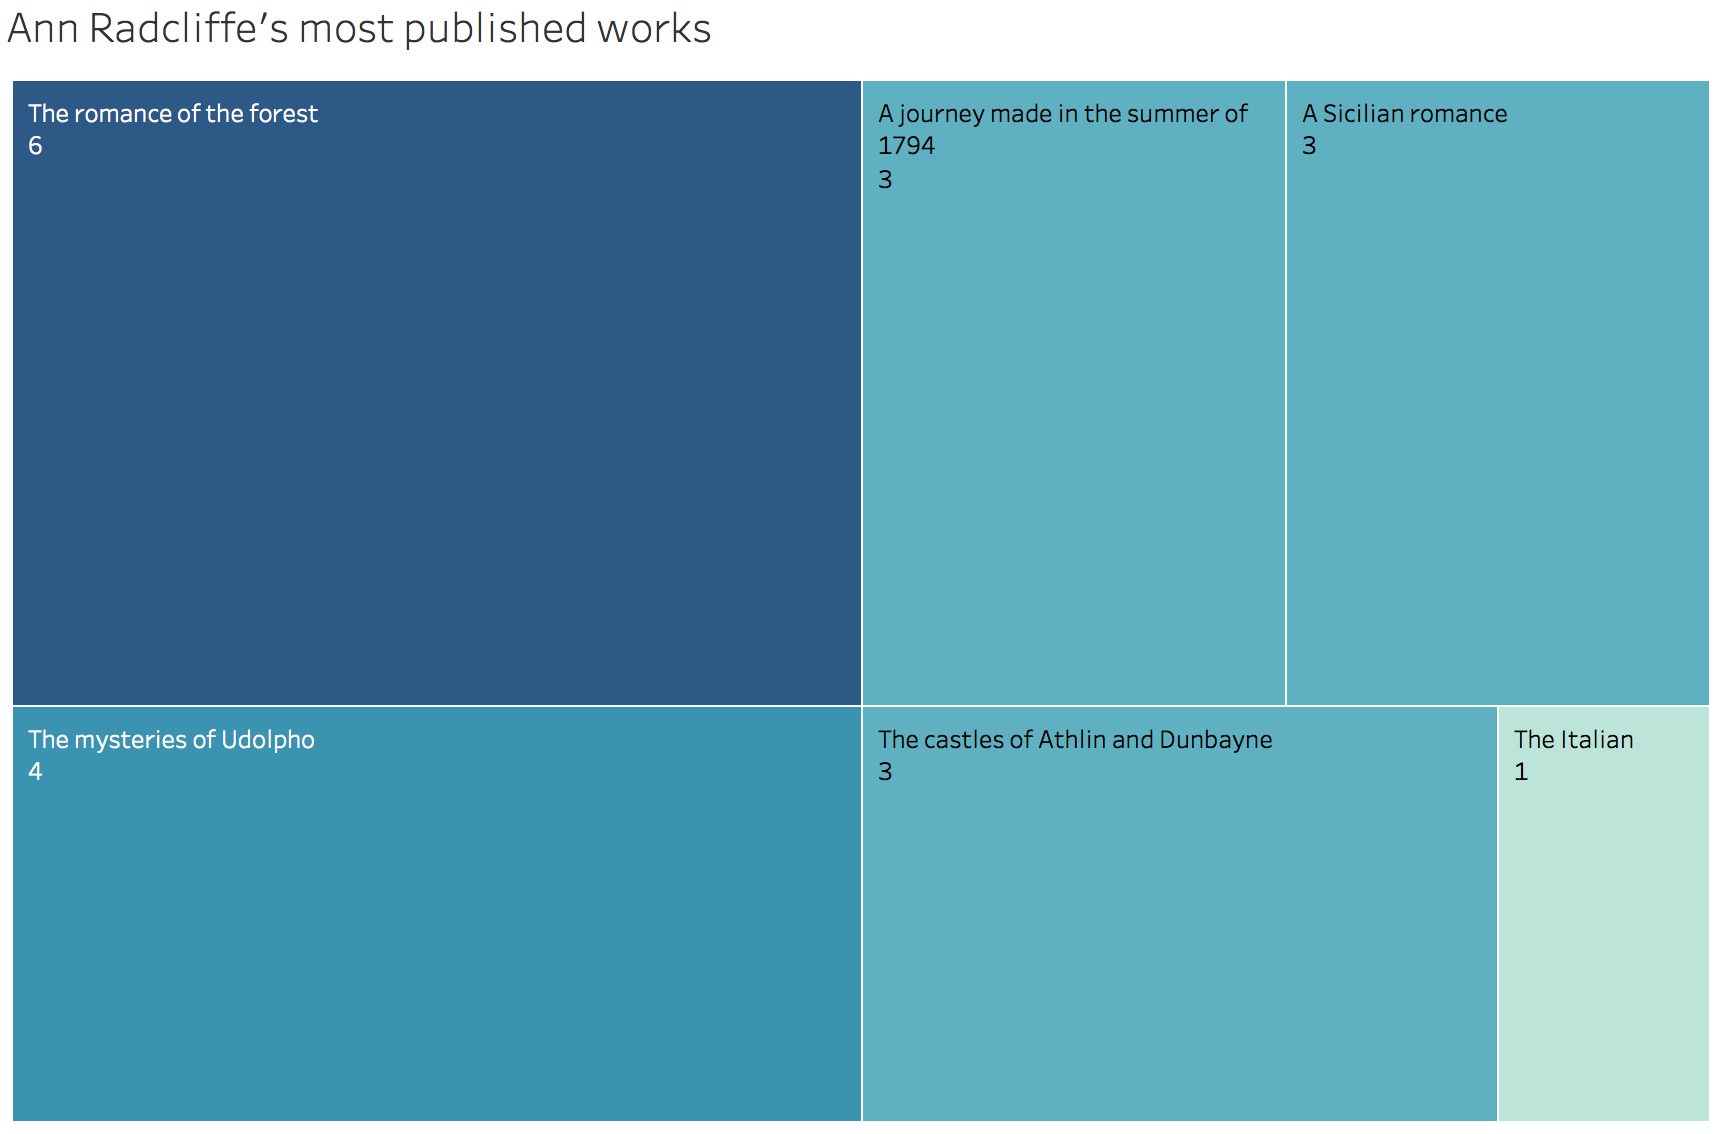 Ann Radcliffe's most published works
The romance of the forest
6
A journey made in the summer of
1794
3
A Sicilian romance
3
The mysteries of Udolpho
4
The castles of Athlin and Dunbayne
3
The Italian
1